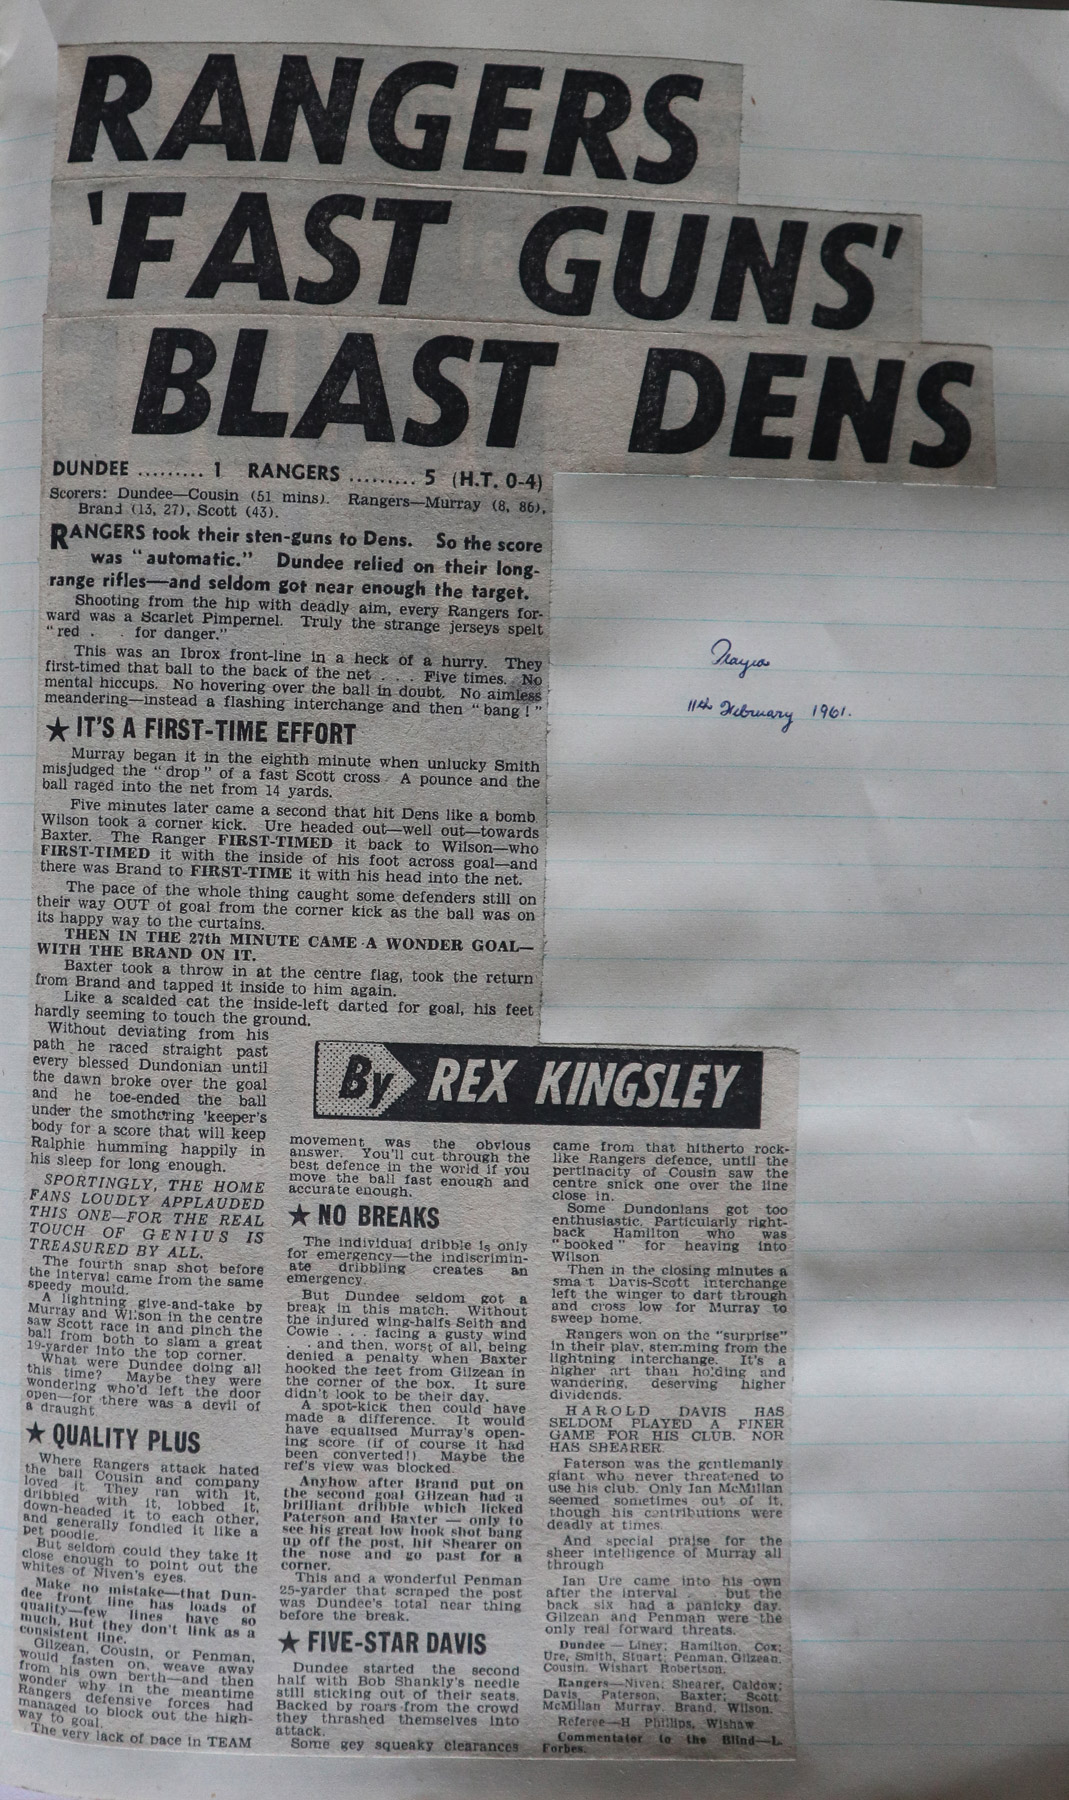 RANGERS
'FAST GUNS'
BLAST DENS
DUNDEE ......... 1 RANGERS ......... 5 (H.T. 0-4)
Scorers: Dundee—Cousin (51 mins). Rangers—Murray (8, 86),
Brand (13, 27), Scott (43).
RANGERS took their sten-guns to Dens. So the score
was "automatic." Dundee relied on their long-
range rifles—and seldom got near enough the target.
Shooting from the hip with deadly aim, every Rangers for-
ward was a Scarlet Pimpernel. Truly the strange jerseys spelt
"red . . for danger."
This was an Ibrox front-line in a heck of a hurry. They
first-timed that ball to the back of the net . . . Five times. No
mental hiccups. No hovering over the ball in doubt. No aimless
meandering—instead a flashing interchange and then "bang!"
★ IT'S A FIRST-TIME EFFORT
Murray began it in the eighth minute when unlucky Smith
misjudged the "drop" of a fast Scott cross. A pounce and the
ball raged into the net from 14 yards.
Five minutes later came a second that hit Dens like a bomb.
Wilson took a corner kick. Ure headed out—well out—towards
Baxter. The Ranger FIRST-TIMED it back to Wilson—who
FIRST-TIMED it with the inside of his foot across goal—and
there was Brand to FIRST-TIME it with his head into the net.
The pace of the whole thing caught some defenders still on
their way OUT of goal from the corner kick as the ball was on
its happy way to the curtains.
THEN IN THE 27th MINUTE CAME A WONDER GOAL—
WITH THE BRAND ON IT.
Baxter took a throw in at the centre flag, took the return
from Brand and tapped it inside to him again.
Like a scalded cat the inside-left darted for goal, his feet
hardly seeming to touch the ground.
Without deviating from his
path he raced straight past
every blessed Dundonian until
the dawn broke over the goal
and he toe-ended the ball
under the smothering 'keeper's
body for a score that will keep
Ralphie humming happily in
his sleep for long enough.
SPORTINGLY, THE HOME
FANS LOUDLY APPLAUDED
THIS ONE—FOR THE REAL
TOUCH OF GENIUS IS
TREASURED BY ALL.
The fourth snap shot before
the interval came from the same
speedy mould.
A lightning give-and-take by
Murray and Wilson in the centre
saw Scott race in and pinch the
ball from both to slam a great
19-yarder into the top corner.
What were Dundee doing all
this time? Maybe they were
wondering who'd left the door
open—for there was a devil of
a draught.
★ QUALITY PLUS
Where Rangers attack hated
the ball Cousin and company
loved it. They ran with it,
dribbled with it, lobbed it,
down-headed it to each other,
and generally fondled it like a
pet poodle.
But seldom could they take it
close enough to point out the
whites of Niven's eyes.
Make no mistake—that Dun-
dee front line has loads of
quality—few lines have so
much, But they don't link as a
consistent line.
Gilzean, Cousin, or Penman,
would fasten on, weave away
from his own berth—and then
wonder why in the meantime
Rangers defensive forces had
managed to block out the high-
way to goal.
The very lack of pace in TEAM
By REX KINGSLEY
movement was the obvious
answer. You'll cut through the
best defence in the world if you
move the ball fast enough and
accurate enough.
★ NO BREAKS
The individual dribble is only
for emergency—the indiscrimin-
ate dribbling creates an
emergency.
But Dundee seldom got a
break in this match. Without
the injured wing-halfs Seith and
Cowie . . . facing a gusty wind
. . and then, worst of all, being
denied a penalty when Baxter
hooked the feet from Gilzean in
the corner of the box. It sure
didn't look to be their day.
A spot-kick then could have
made a difference. It would
have equalised Murray's open-
ing score (if of course it had
been converted!). Maybe the
ref's view was blocked.
Anyhow after Brand put on
the second goal Gilzean had a
brilliant dribble which licked
Paterson and Baxter — only to
see his great low hook shot bang
up off the post, hit Shearer on
the nose and go past for a
corner.
This and a wonderful Penman
25-yarder that scraped the post
was Dundee's total near thing
before the break.
★ FIVE-STAR DAVIS
Dundee started the second
half with Bob Shankly's needle
still sticking out of their seats.
Backed by roars from the crowd
they thrashed themselves into
attack.
Some gey squeaky clearances
came from that hitherto rock-
like Rangers defence, until the
pertinacity of Cousin saw the
centre snick one over the line
close in.
Some Dundonians got too
enthusiastic. Particularly right-
back Hamilton who was
"booked" for heaving into
Wilson
Then in the closing minutes a
smart Davis-Scott interchange
left the winger to dart through
and cross low for Murray to
sweep home.
Rangers won on the "surprise"
in their play, stemming from the
lightning interchange. It's a
higher art than holding and
wandering, deserving higher
dividends.
HAROLD DAVIS HAS
SELDOM PLAYED A FINER
GAME FOR HIS CLUB. NOR
HAS SHEARER.
Paterson was the gentlemanly
giant who never threatened to
use his club. Only Ian McMillan
seemed sometimes out of it,
though his contributions were
deadly at times.
And special praise for the
sheer intelligence of Murray all
through
Ian Ure came into his own
after the interval . . but the
back six had a panicky day.
Gilzean and Penman were the
only real forward threats.
Dundee — Liney; Hamilton, Cox;
Ure, Smith, Stuart; Penman, Gilzean,
Cousin, Wishart Robertson.
Rangers—Niven; Shearer, Caldow;
Davis, Paterson, Baxter; Scott
McMillan Murray, Brand, Wilson.
Referee—H Phillips, Wishaw
Commentator to the Blind—L.
Forbes.
11th February 1961.